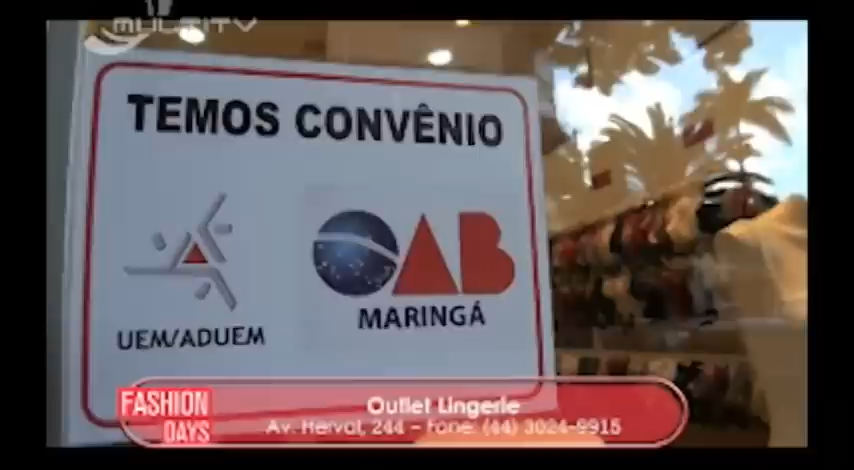 MULTITV
TEMOS CONVÊNIO
OAB
MARINGÁ
UEM/ADUEM
FASHION
DAYS
Outlet Lingerie
Av. Herval, 244 - Fone: (44) 3024-9915